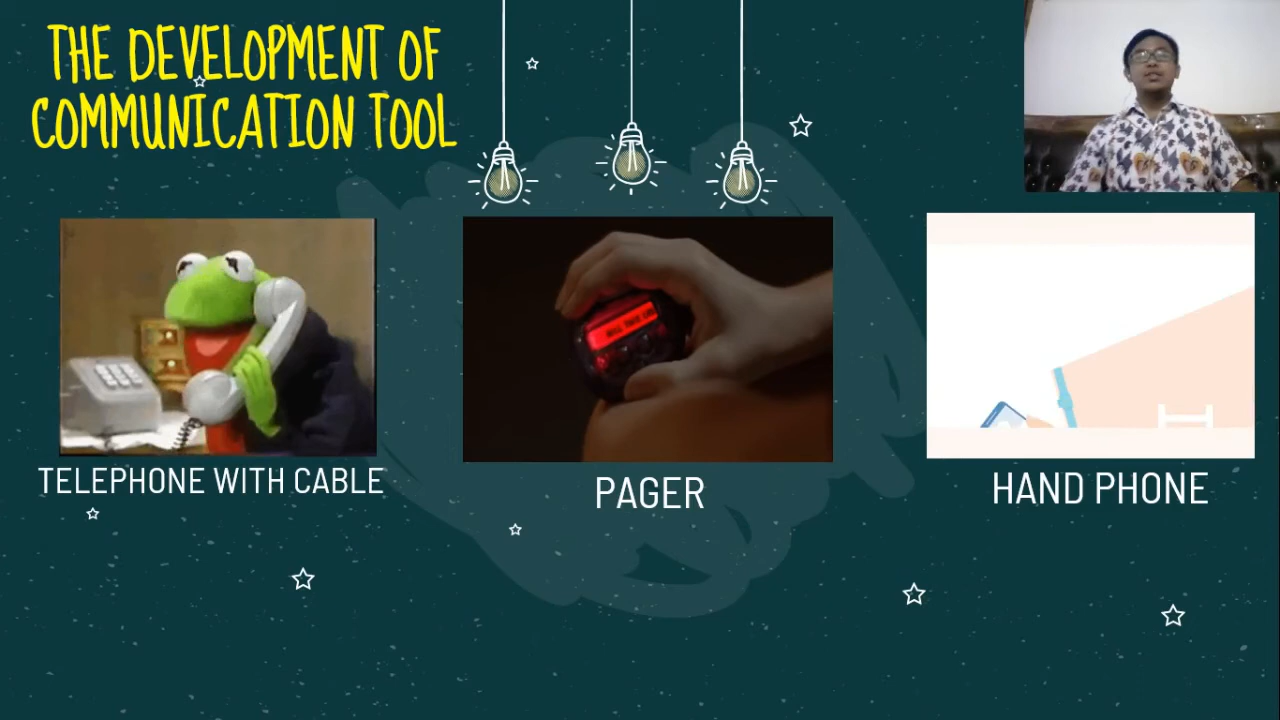 THE DEVELOPMENT OF
COMMUNICATION TOOL
TELEPHONE WITH CABLE
PAGER
HAND PHONE